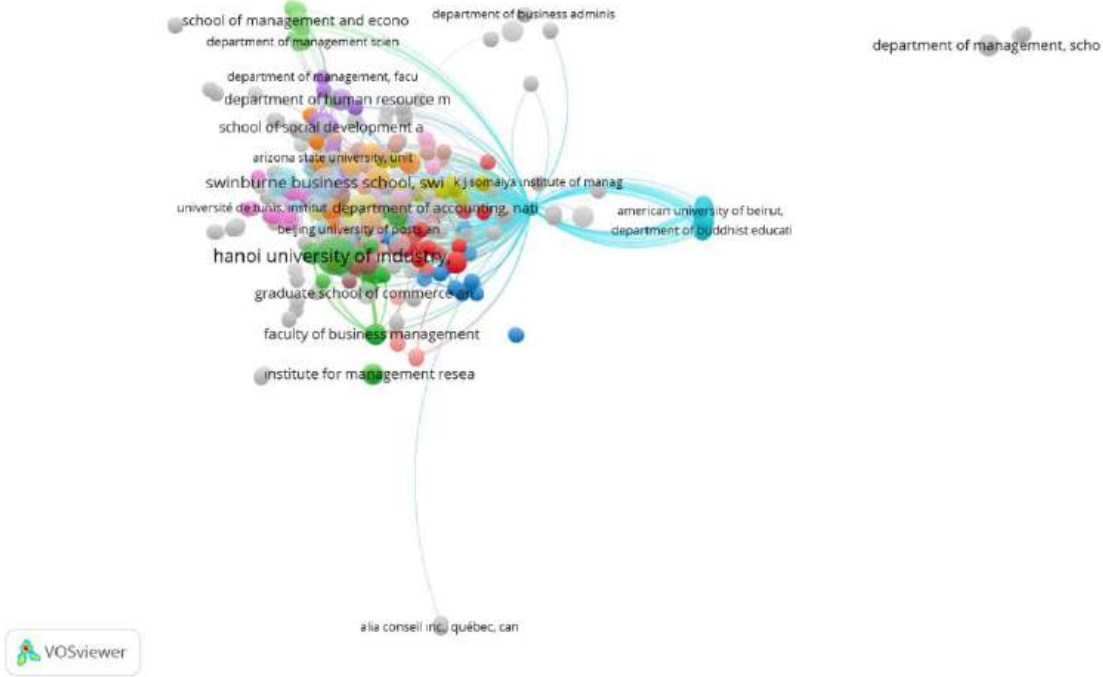 department of business adminis
school of management and econo
department of management scien
department of management, scho
department of management, facu
department of human resource m
school of social development a
arizona state university, unit
swinburne business school, swi
k j somaiya institute of manag
université de tunis, institut
department of accounting, nati
american university of beirut,
beijing university of posts an
department of buddhist educati
hanoi university of industry,
graduate school of commerce an
faculty of business management
institute for management resea
alia conseil inc., québec, can
VOSviewer